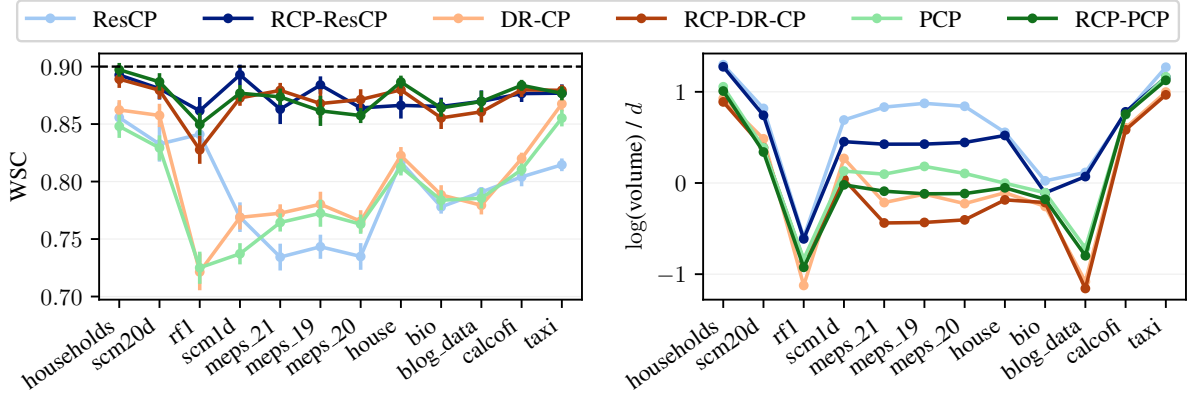 ResCP RCP-ResCP DR-CP RCP-DR-CP PCP RCP-PCP
WSC
0.90
0.85
0.80
0.75
0.70
households scm20d rf1 scm1d meps_21 meps_19 meps_20 house bio blog_data calcofi taxi
log(volume) / d
1
0
−1
households scm20d rf1 scm1d meps_21 meps_19 meps_20 house bio blog_data calcofi taxi